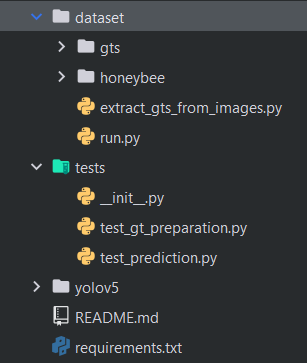 dataset
gts
honeybee
extract_gts_from_images.py
run.py
tests
__init__.py
test_gt_preparation.py
test_prediction.py
yolov5
README.md
requirements.txt